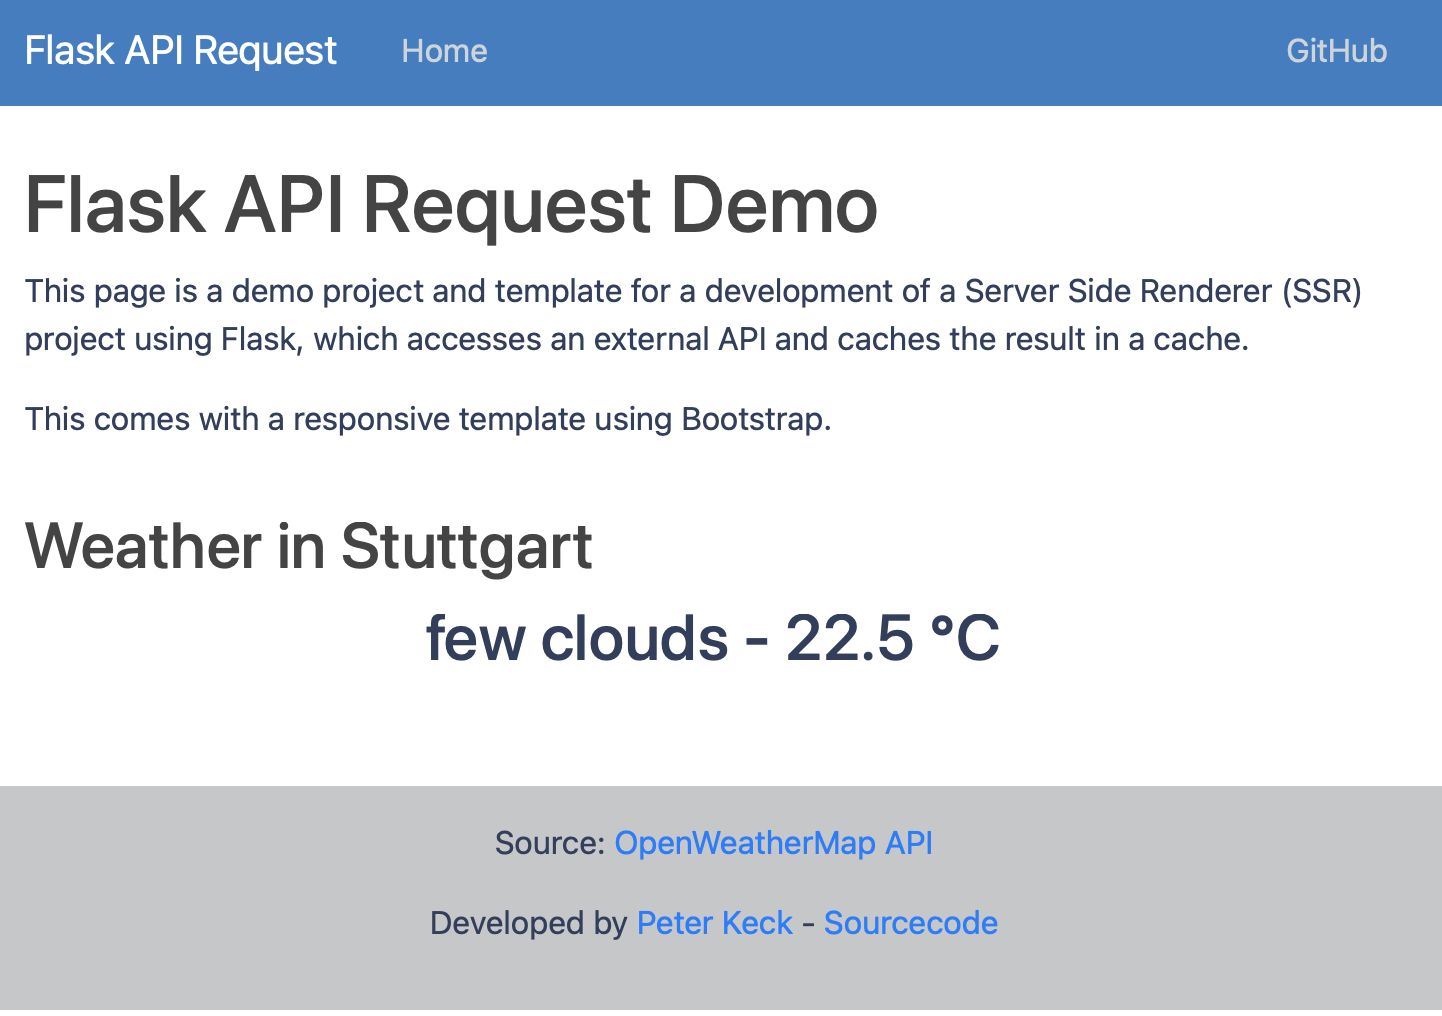 Flask API Request Home GitHub
Flask API Request Demo
This page is a demo project and template for a development of a Server Side Renderer (SSR)
project using Flask, which accesses an external API and caches the result in a cache.
This comes with a responsive template using Bootstrap.
Weather in Stuttgart
few clouds - 22.5 °C
Source: OpenWeatherMap API
Developed by Peter Keck - Sourcecode